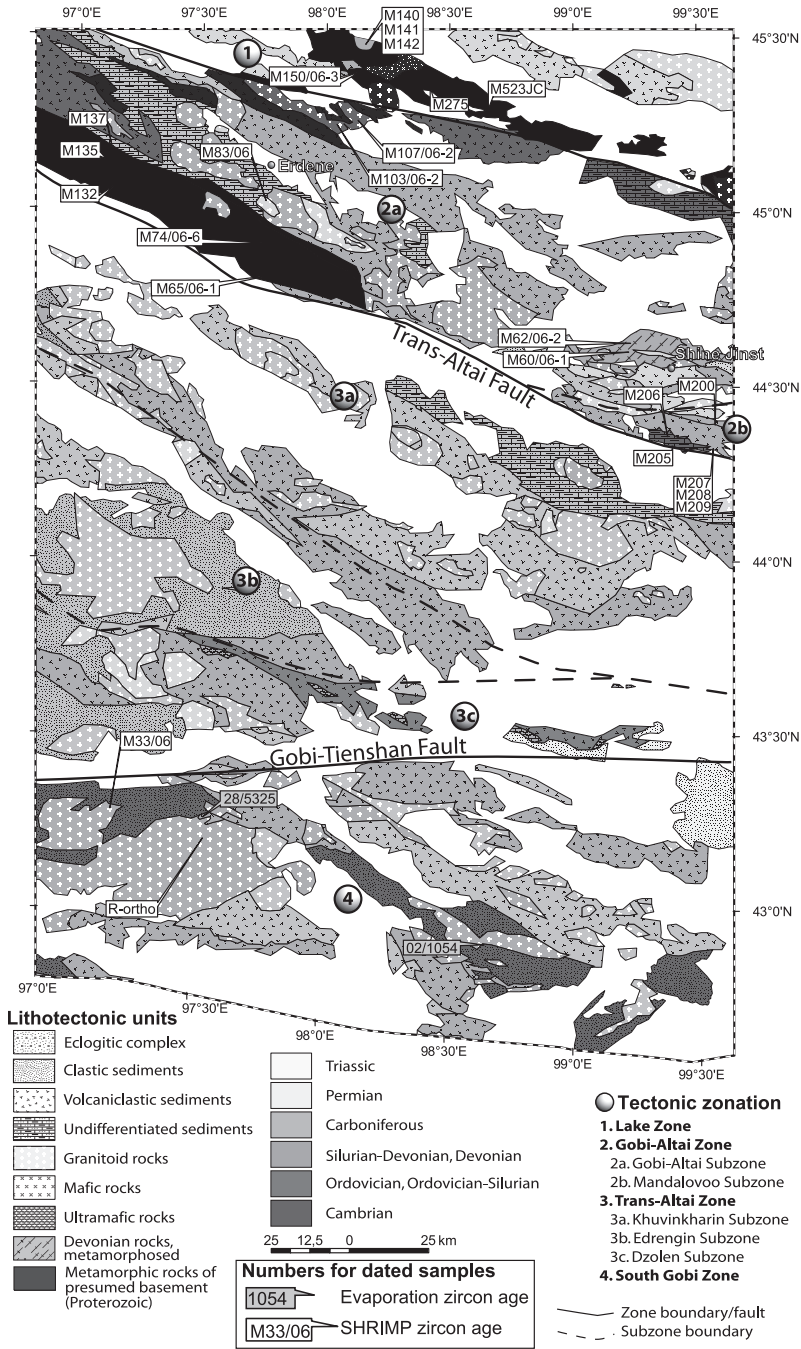 97°0'E
97°30'E
98°0'E
98°30'E
99°0'E
99°30'E
M140
M141
M142
45°30'N
1
M150/06-3
M523JC
M275
M137
M135
M83/06
Erdene
M107/06-2
M103/06-2
M132
2a
45°0'N
M74/06-6
M65/06-1
Trans-Altai Fault
M62/06-2
M60/06-1
Shine Jinst
3a
M206
M200
44°30'N
2b
M205
M207
M208
M209
3b
44°0'N
3c
M33/06
Gobi-Tienshan Fault
43°30'N
28/5325
R-ortho
4
43°0'N
02/1054
97°0'E
97°30'E
98°0'E
98°30'E
99°0'E
99°30'E
Lithotectonic units
Eclogitic complex
Clastic sediments
Volcaniclastic sediments
Undifferentiated sediments
Granitoid rocks
Mafic rocks
Ultramafic rocks
Devonian rocks,
metamorphosed
Metamorphic rocks of
presumed basement
(Proterozoic)
Triassic
Permian
Carboniferous
Silurian-Devonian, Devonian
Ordovician, Ordovician-Silurian
Cambrian
25 12,5 0 25 km
Numbers for dated samples
1054 Evaporation zircon age
M33/06 SHRIMP zircon age
Tectonic zonation
1. Lake Zone
2. Gobi-Altai Zone
2a. Gobi-Altai Subzone
2b. Mandalovoo Subzone
3. Trans-Altai Zone
3a. Khuvinkharin Subzone
3b. Edrengin Subzone
3c. Dzolen Subzone
4. South Gobi Zone
Zone boundary/fault
Subzone boundary